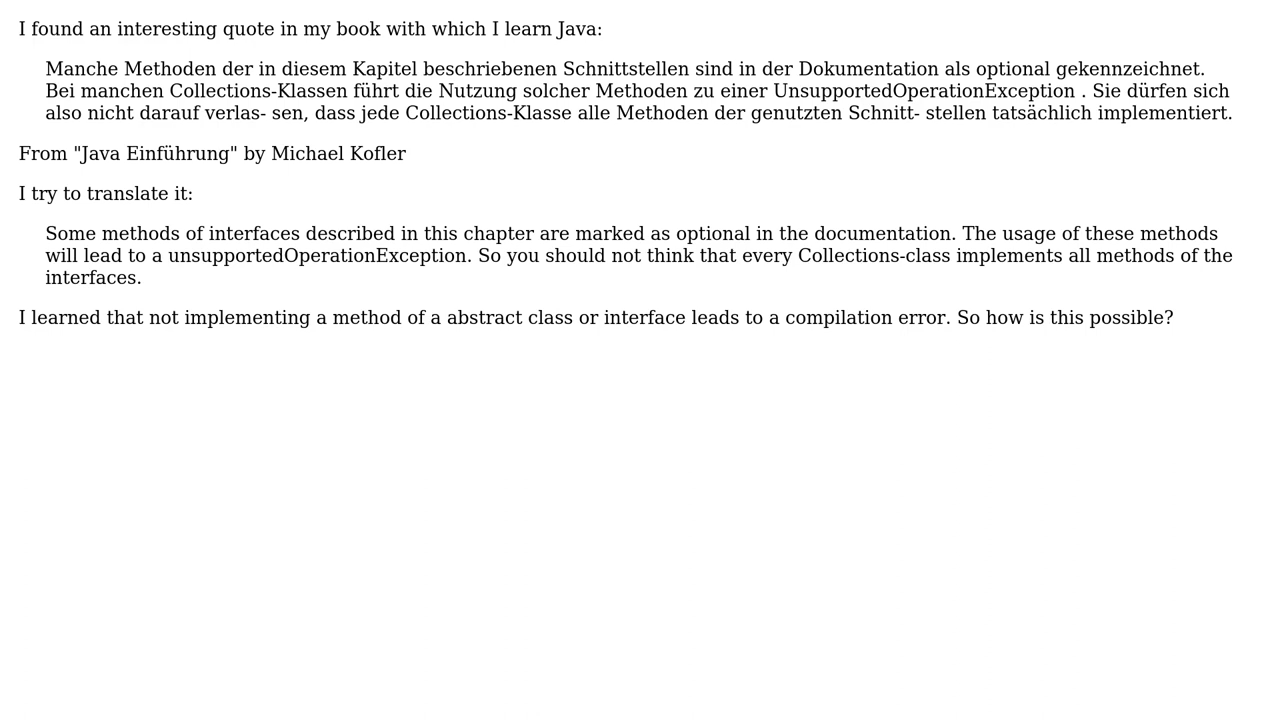 I found an interesting quote in my book with which I learn Java:
Manche Methoden der in diesem Kapitel beschriebenen Schnittstellen sind in der Dokumentation als optional gekennzeichnet.
Bei manchen Collections-Klassen führt die Nutzung solcher Methoden zu einer UnsupportedOperationException . Sie dürfen sich
also nicht darauf verlas- sen, dass jede Collections-Klasse alle Methoden der genutzten Schnitt- stellen tatsächlich implementiert.
From "Java Einführung" by Michael Kofler
I try to translate it:
Some methods of interfaces described in this chapter are marked as optional in the documentation. The usage of these methods
will lead to a unsupportedOperationException. So you should not think that every Collections-class implements all methods of the
interfaces.
I learned that not implementing a method of a abstract class or interface leads to a compilation error. So how is this possible?